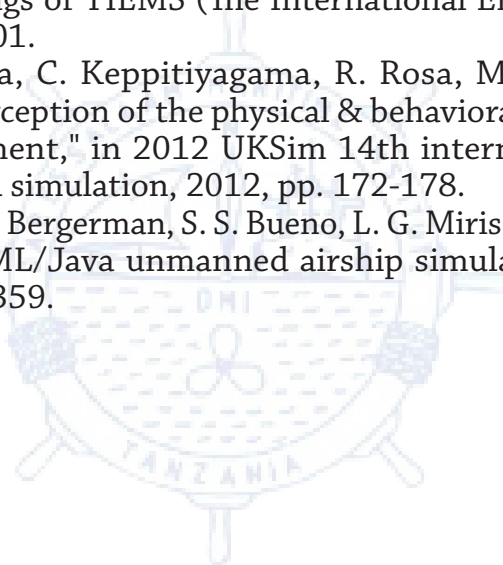 gs of TIEMS (The International E
01.
a, C. Keppitiyagama, R. Rosa, M
ception of the physical & behaviora
ment," in 2012 UKSim 14th intern
simulation, 2012, pp. 172-178.
Bergerman, S. S. Bueno, L. G. Miris
ML/Java unmanned airship simula
359.
DMI
TANZANIA